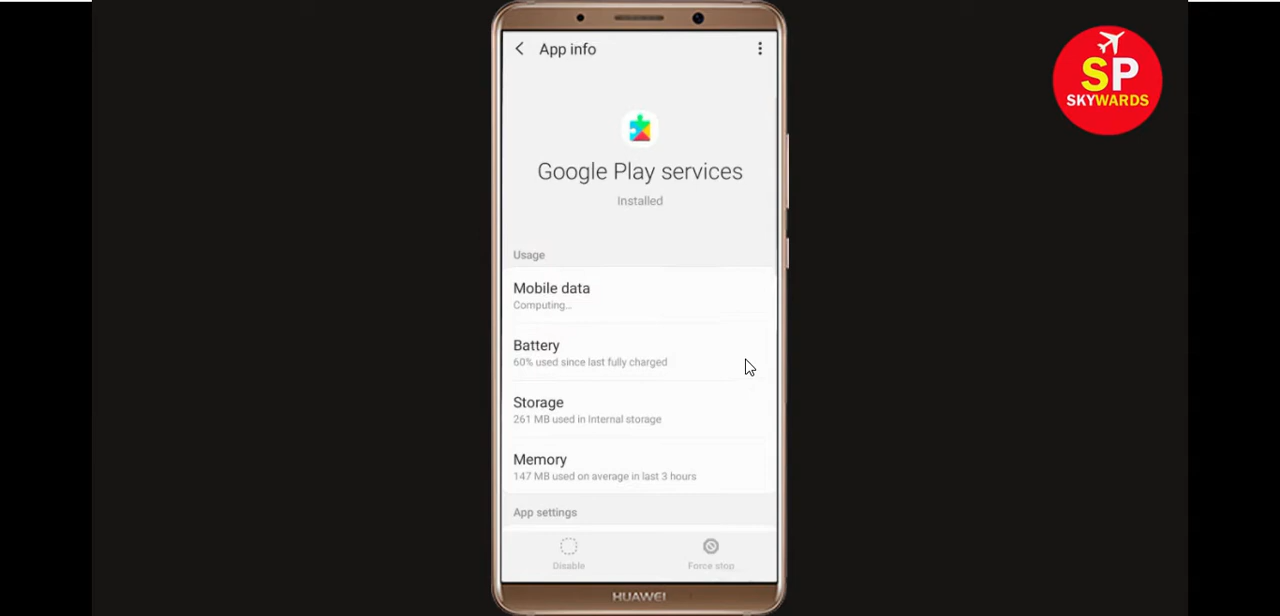 App info
SP
SKYWARDS
Google Play services
Installed
Usage
Mobile data
Computing...
Battery
60% used since last fully charged
Storage
261 MB used in Internal storage
Memory
147 MB used on average in last 3 hours
App settings
Disable
Force stop
HUAWEI